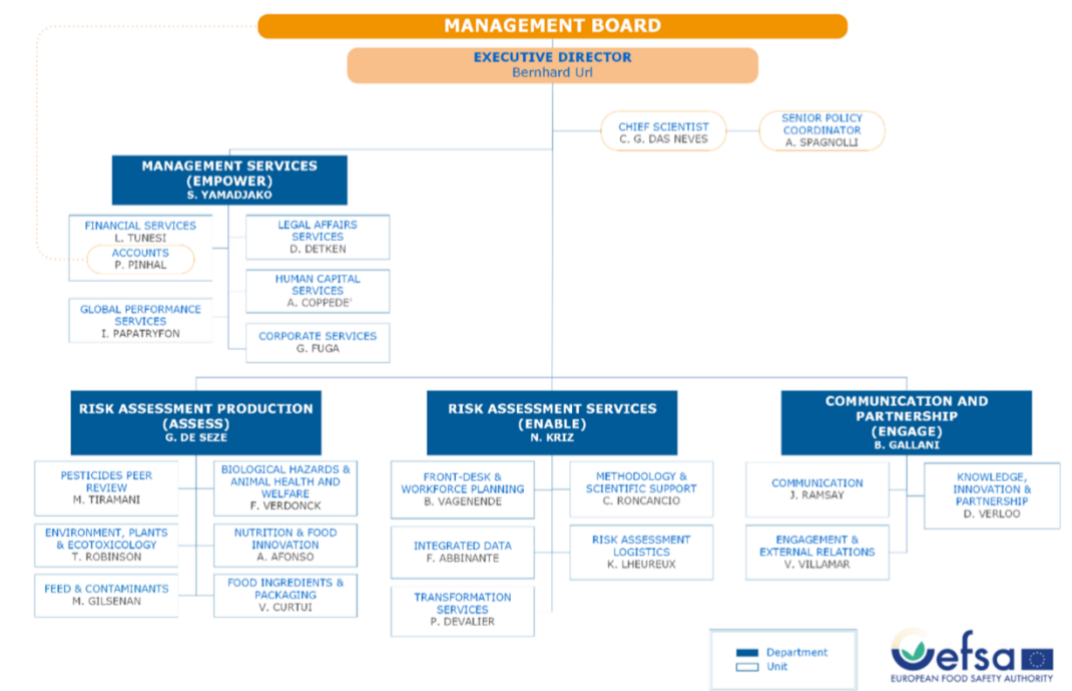 MANAGEMENT BOARD
EXECUTIVE DIRECTOR
Bernhard Url
CHIEF SCIENTIST
C. G. DAS NEVES
SENIOR POLICY
COORDINATOR
A. SPAGNOLLI
MANAGEMENT SERVICES
(EMPOWER)
S. YAMADJAKO
FINANCIAL SERVICES
L. TUNESI
ACCOUNTS
P. PINHAL
LEGAL AFFAIRS
SERVICES
D. DETKEN
HUMAN CAPITAL
SERVICES
A. COPPEDE'
GLOBAL PERFORMANCE
SERVICES
I. PAPATRYFON
CORPORATE SERVICES
G. FUGA
RISK ASSESSMENT PRODUCTION
(ASSESS)
G. DE SEZE
PESTICIDES PEER
REVIEW
M. TIRAMANI
BIOLOGICAL HAZARDS &
ANIMAL HEALTH AND
WELFARE
F. VERDONCK
ENVIRONMENT, PLANTS
& ECOTOXICOLOGY
T. ROBINSON
NUTRITION & FOOD
INNOVATION
A. AFONSO
FEED & CONTAMINANTS
M. GILSENAN
FOOD INGREDIENTS &
PACKAGING
V. CURTUI
RISK ASSESSMENT SERVICES
(ENABLE)
N. KRIZ
FRONT-DESK &
WORKFORCE PLANNING
B. VAGENENDE
METHODOLOGY &
SCIENTIFIC SUPPORT
C. RONCANCIO
INTEGRATED DATA
F. ABBINANTE
RISK ASSESSMENT
LOGISTICS
K. LHEUREUX
TRANSFORMATION
SERVICES
P. DEVALIER
COMMUNICATION AND
PARTNERSHIP
(ENGAGE)
B. GALLANI
COMMUNICATION
J. RAMSAY
KNOWLEDGE,
INNOVATION &
PARTNERSHIP
D. VERLOO
ENGAGEMENT &
EXTERNAL RELATIONS
V. VILLAMAR
Department
Unit
efsa
EUROPEAN FOOD SAFETY AUTHORITY